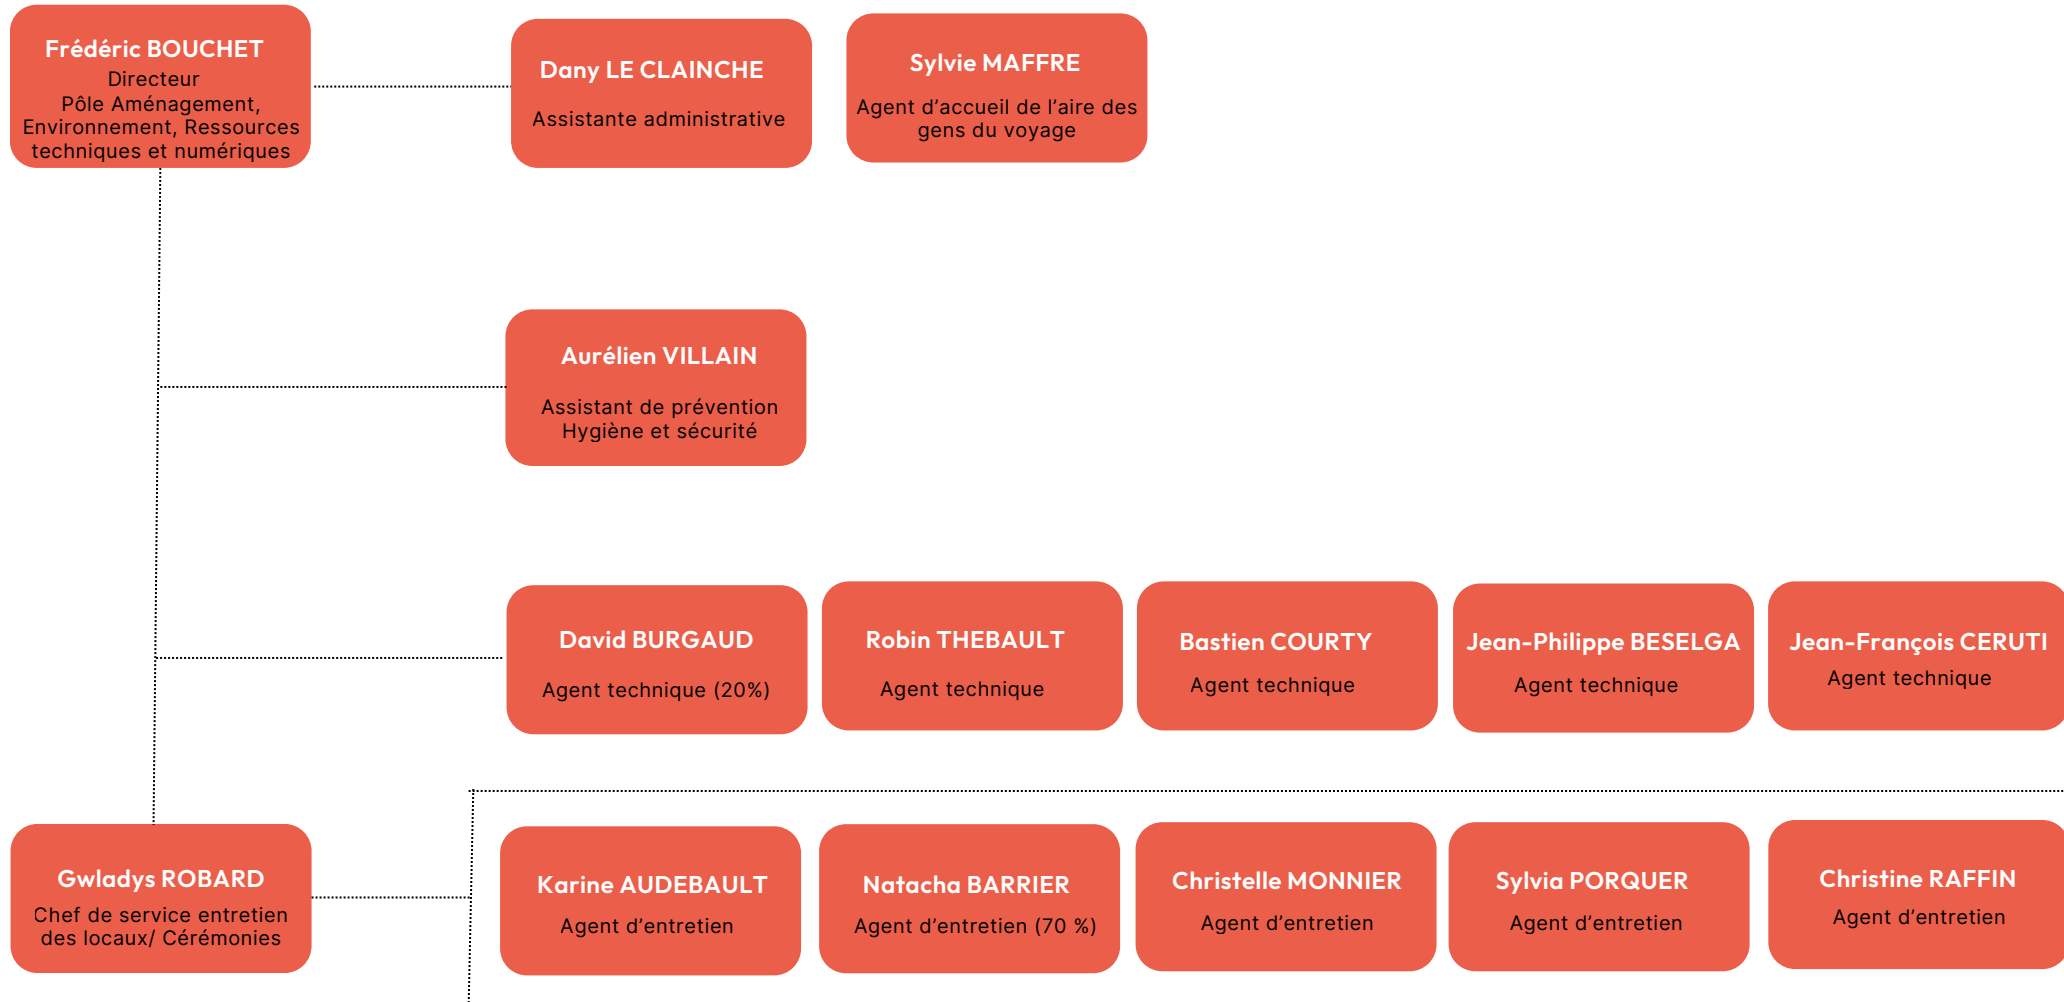 Frédéric BOUCHET
Directeur
Pôle Aménagement,
Environnement, Ressources
techniques et numériques
Dany LE CLAINCHE
Assistante administrative
Sylvie MAFFRE
Agent d’accueil de l’aire des
gens du voyage
Aurélien VILLAIN
Assistant de prévention
Hygiène et sécurité
David BURGAUD
Agent technique (20%)
Robin THEBAULT
Agent technique
Bastien COURTY
Agent technique
Jean-Philippe BESELGA
Agent technique
Jean-François CERUTI
Agent technique
Gwladys ROBARD
Chef de service entretien
des locaux/ Cérémonies
Karine AUDEBAULT
Agent d’entretien
Natacha BARRIER
Agent d’entretien (70 %)
Christelle MONNIER
Agent d’entretien
Sylvia PORQUER
Agent d’entretien
Christine RAFFIN
Agent d’entretien